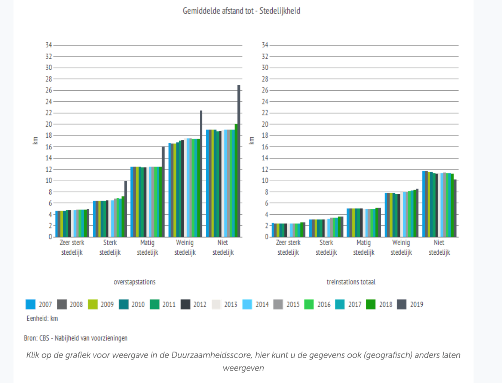 Gemiddelde afstand tot - Stedelijkheid
34
32
30
28
26
24
22
20
18
16
14
12
10
8
6
4
2
0
km
Zeer sterk stedelijk
Sterk stedelijk
Matig stedelijk
Weinig stedelijk
Niet stedelijk
overstapstations
34
32
30
28
26
24
22
20
18
16
14
12
10
8
6
4
2
0
km
Zeer sterk stedelijk
Sterk stedelijk
Matig stedelijk
Weinig stedelijk
Niet stedelijk
treinstations totaal
2007 2008 2009 2010 2011 2012 2013 2014 2015 2016 2017 2018 2019
Eenheid: km
Bron: CBS - Nabijheid van voorzieningen
Klik op de grafiek voor weergave in de Duurzaamheidsscore, hier kunt u de gegevens ook (geografisch) anders laten
weergeven